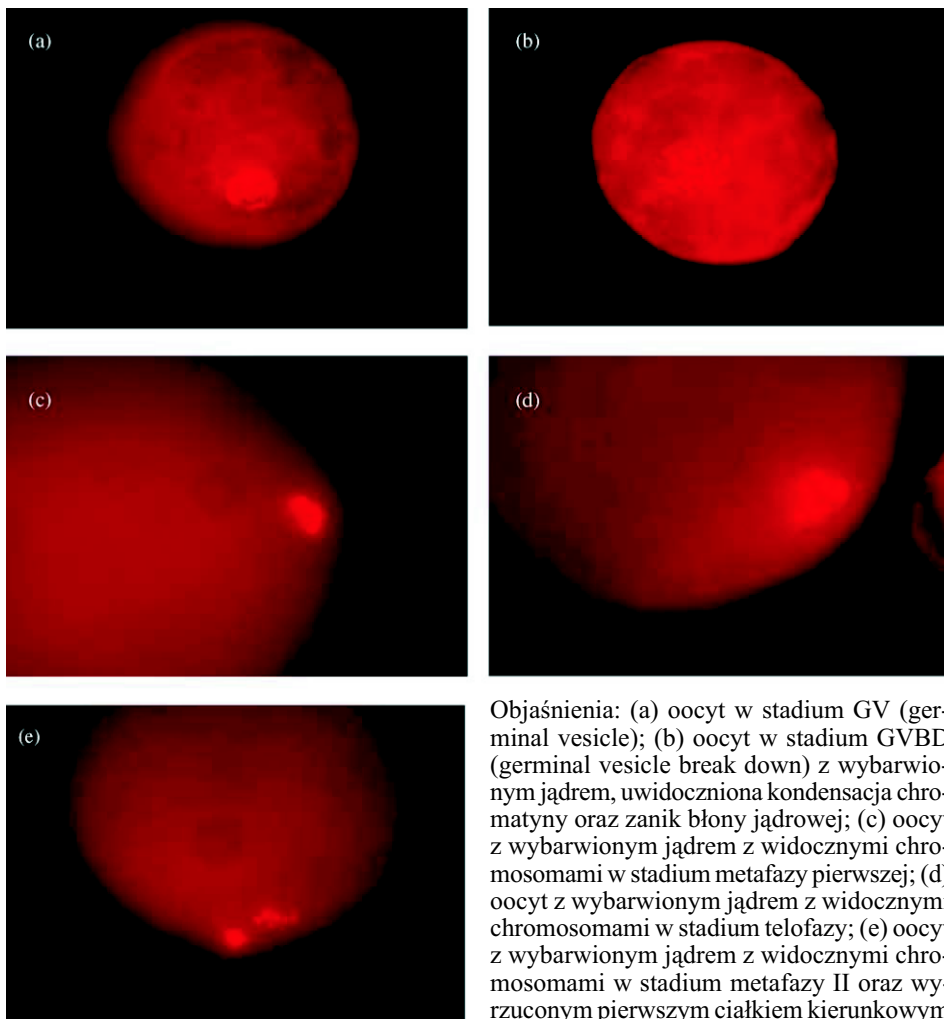 (a)
(b)
(c)
(d)
(e)
Objaśnienia: (a) oocyt w stadium GV (ger-
minal vesicle); (b) oocyt w stadium GVBD
(germinal vesicle break down) z wybarwio-
nym jądrem, uwidoczniona kondensacja chro-
matyny oraz zanik błony jądrowej; (c) oocyt
z wybarwionym jądrem z widocznymi chro-
mosomami w stadium metafazy pierwszej; (d)
oocyt z wybarwionym jądrem z widocznymi
chromosomami w stadium telofazy; (e) oocyt
z wybarwionym jądrem z widocznymi chro-
mosomami w stadium metafazy II oraz wy-
rzuconym pierwszym ciałkiem kierunkowym